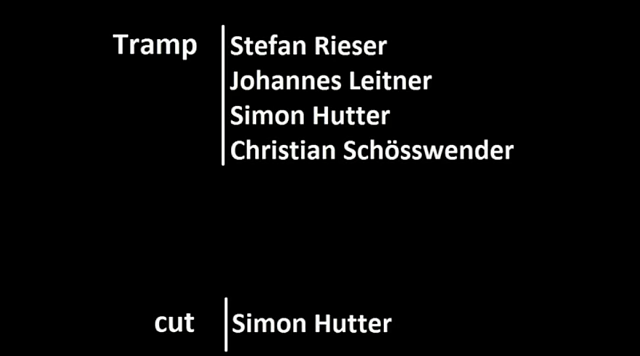 Tramp Stefan Rieser
Johannes Leitner
Simon Hutter
Christian Schösswender
cut Simon Hutter